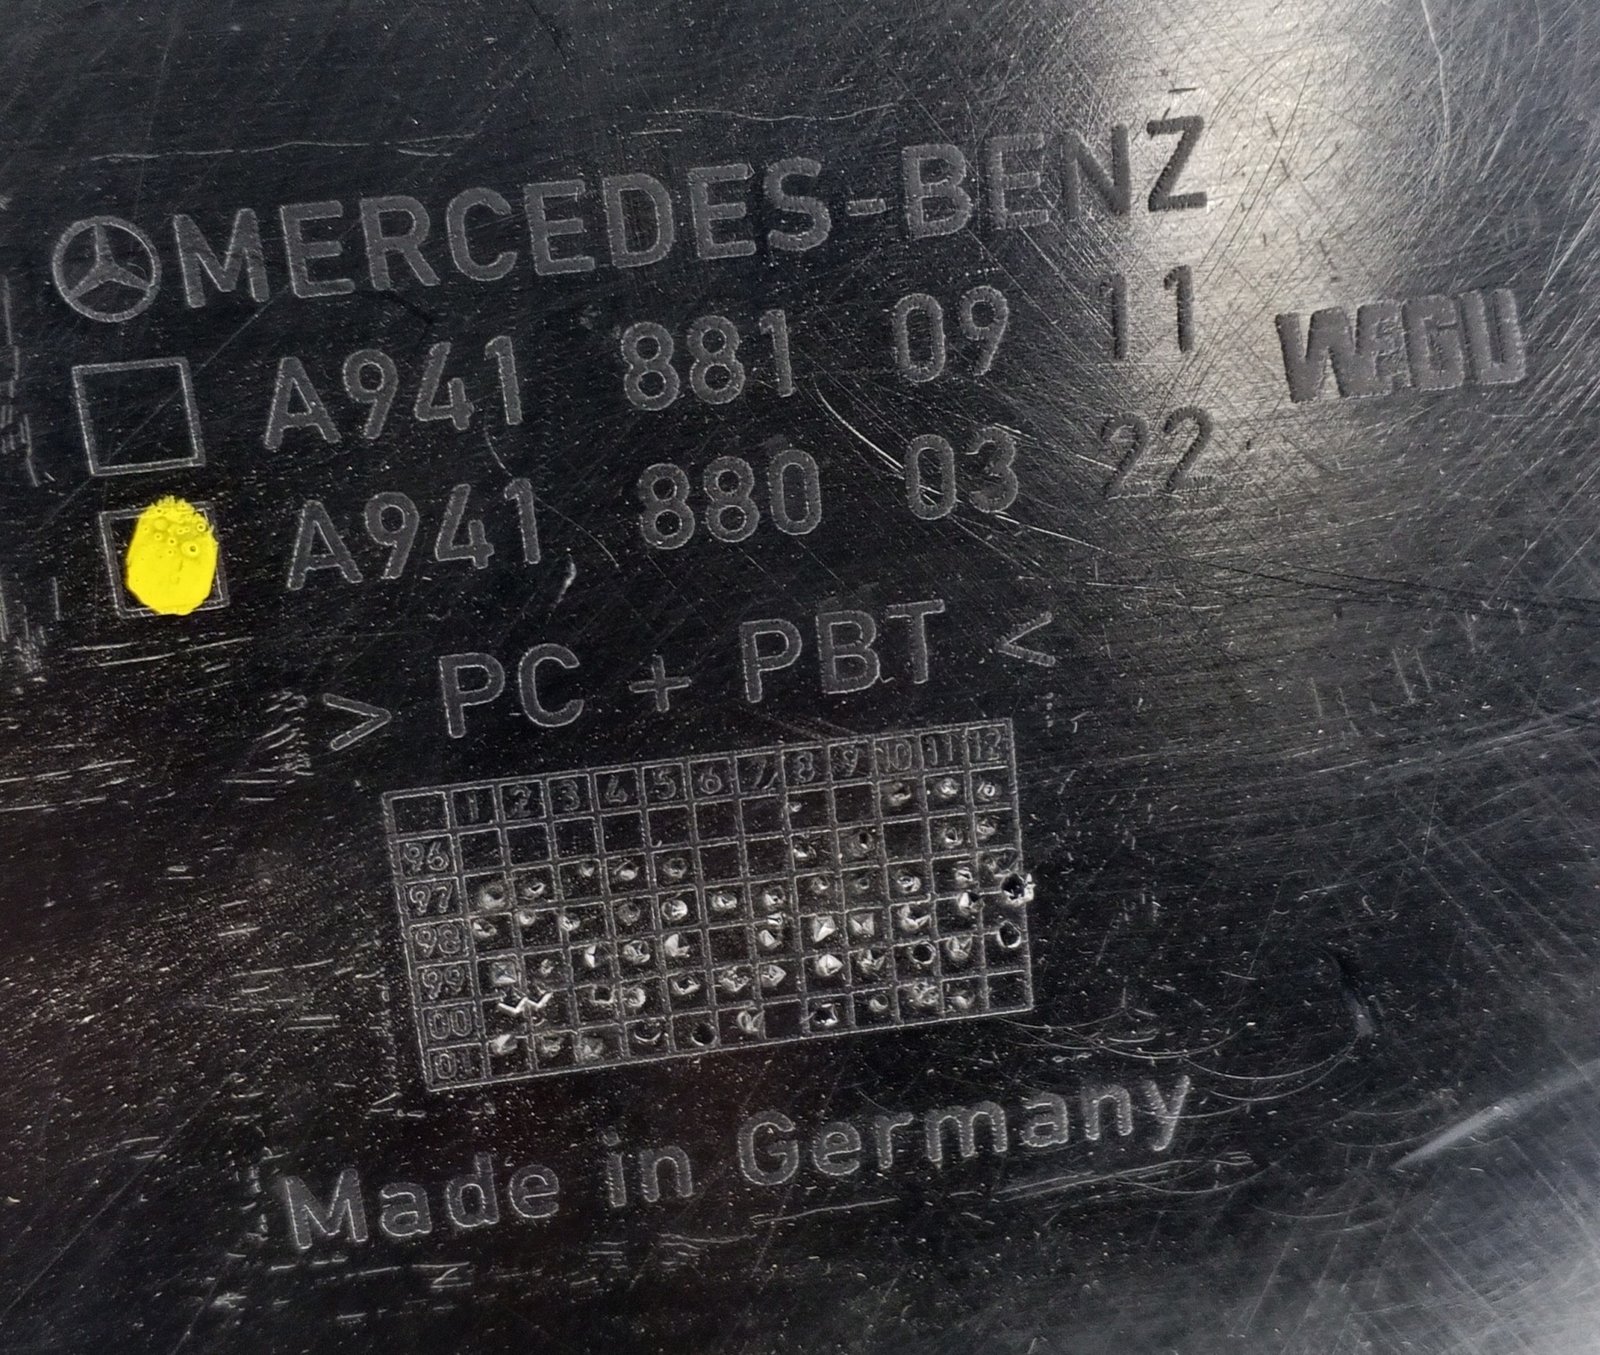 MERCEDES-BENZ
A941 881 09 11
WEGU
A941 880 03 22
> PC + PBT <
1 2 3 4 5 6 7 8 9 10 11 12
96
97
98
99
00
01
Made in Germany